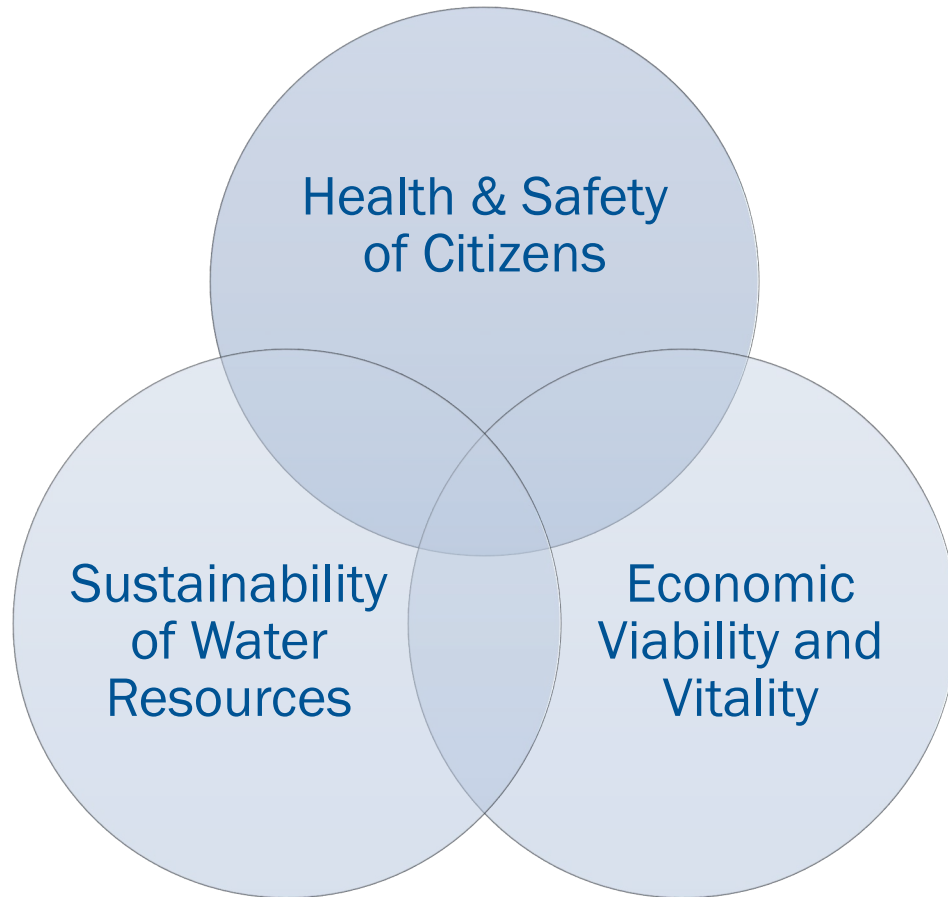 Health & Safety
of Citizens
Sustainability
of Water
Resources
Economic
Viability and
Vitality